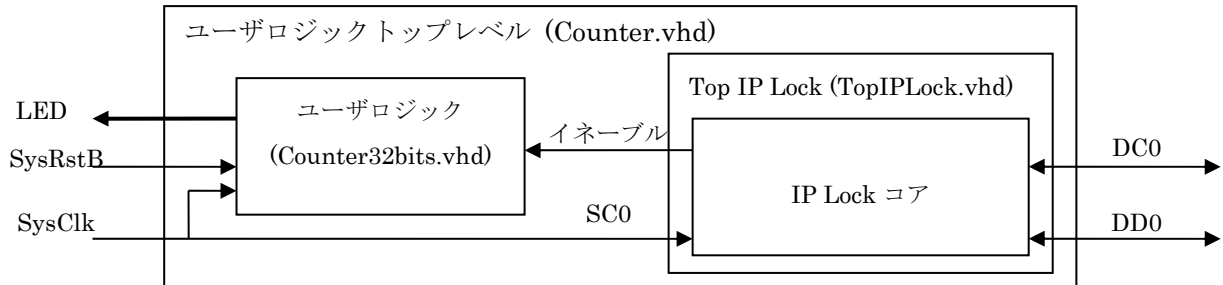 ユーザロジックトップレベル (Counter.vhd)
Top IP Lock (TopIPLock.vhd)
LED
ユーザロジック
(Counter32bits.vhd)
イネーブル
SysRstB
DC0
IP Lock コア
SysClk
SC0
DD0